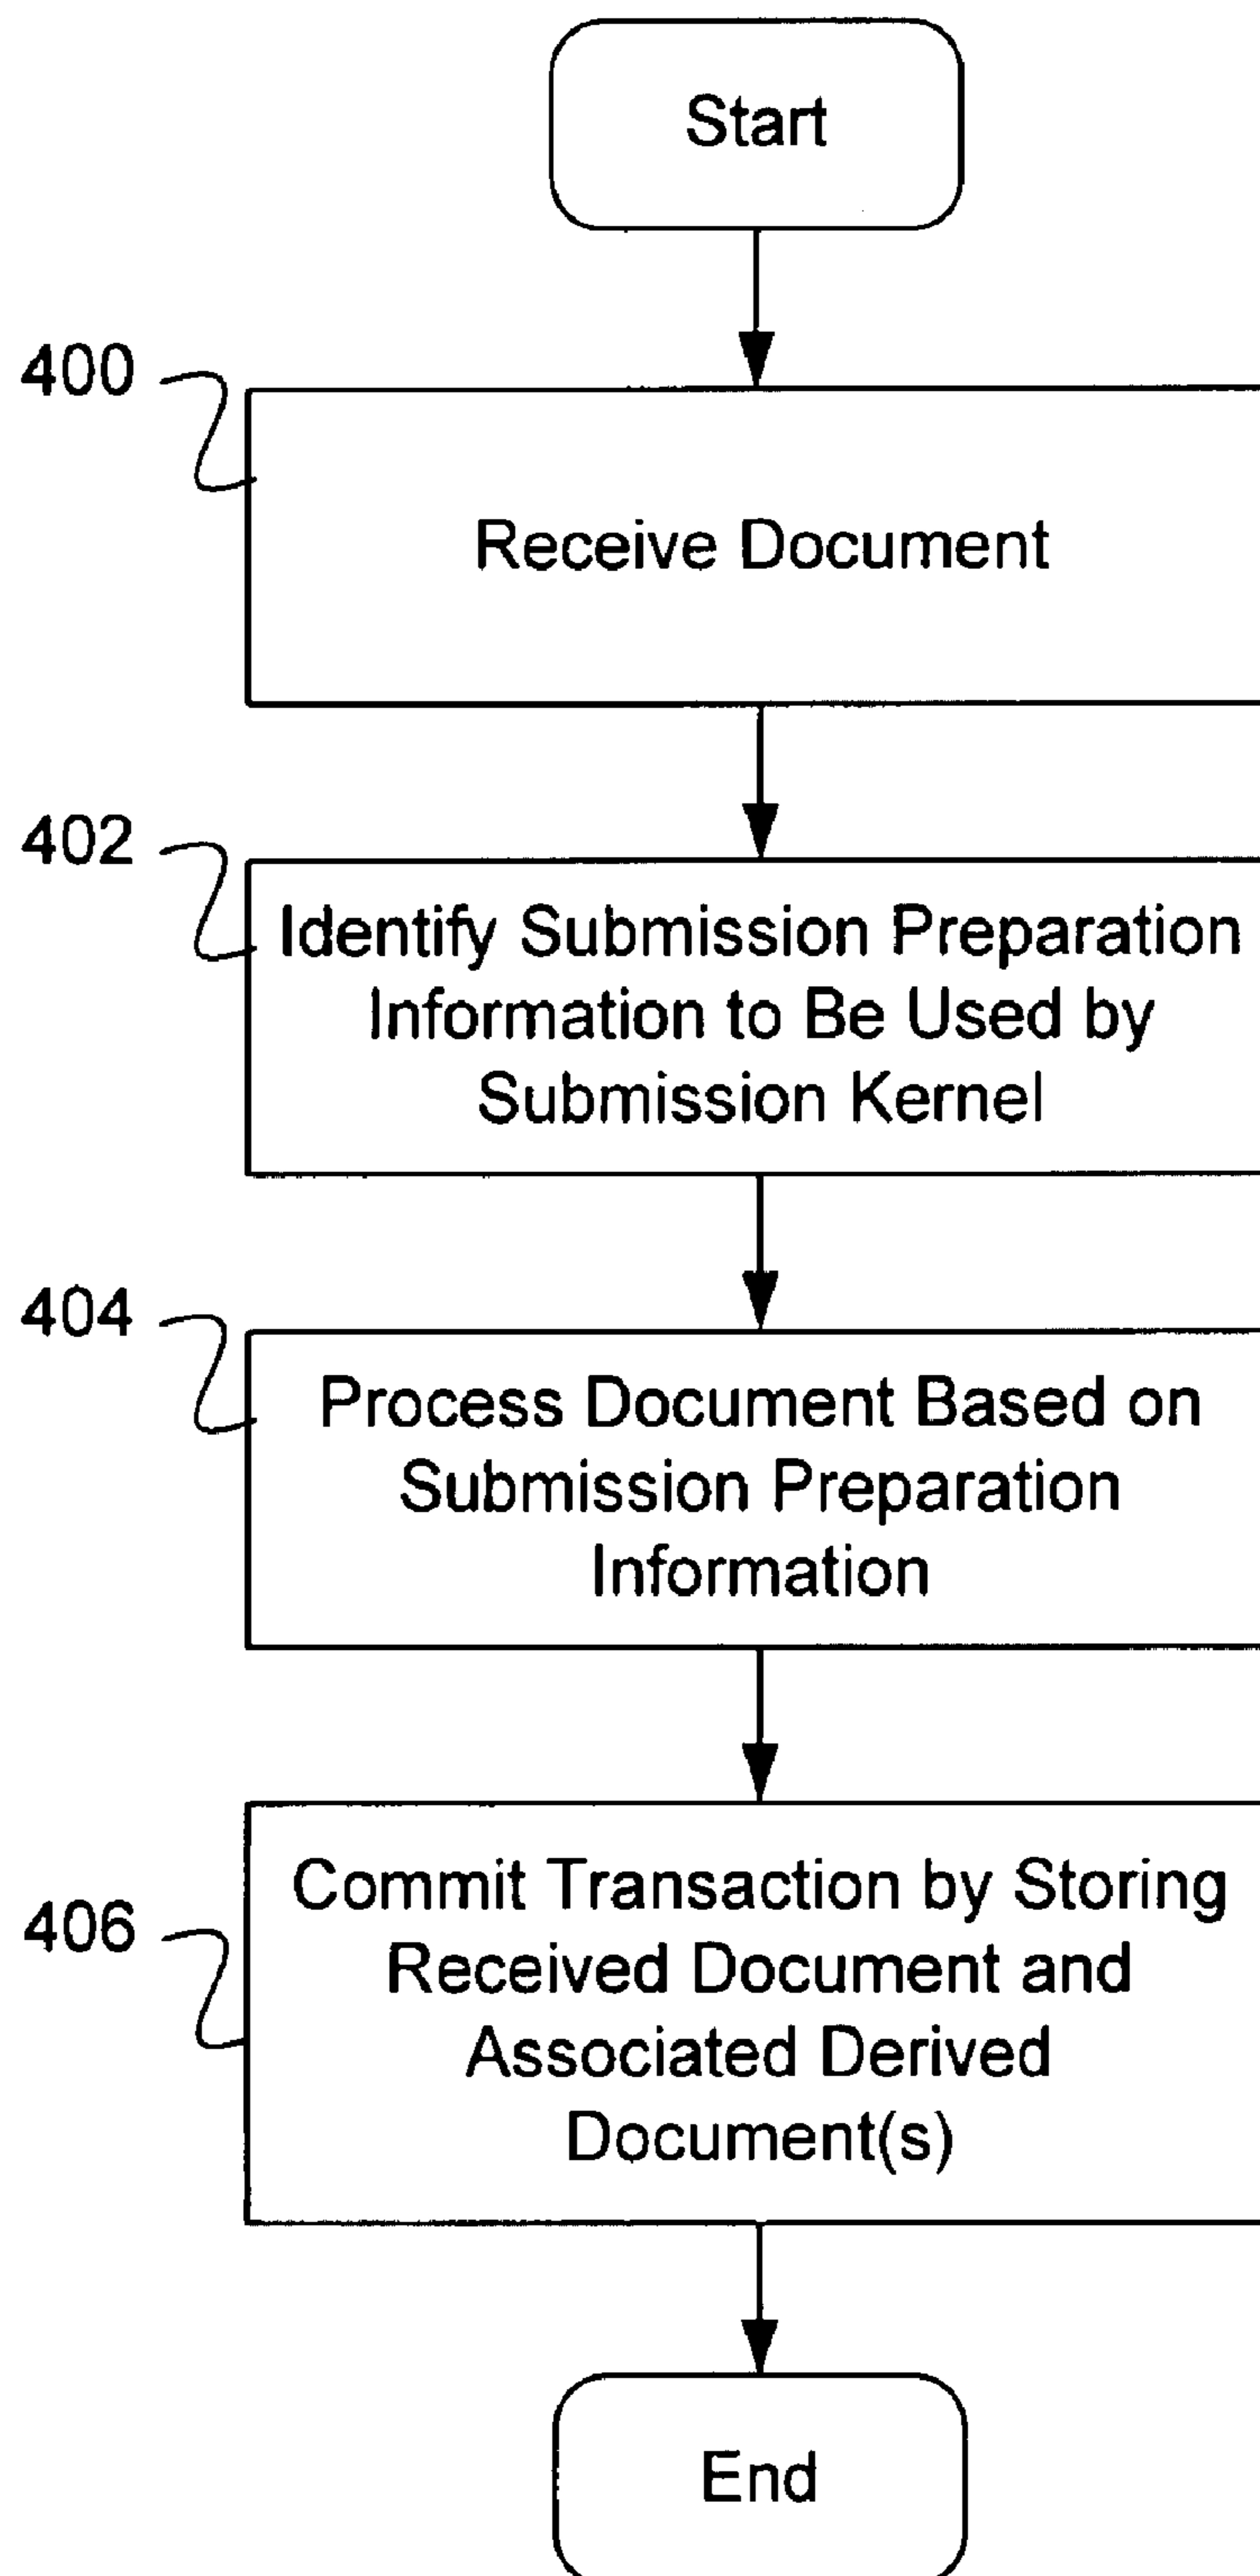 Start
400
Receive Document
402
Identify Submission Preparation
Information to Be Used by
Submission Kernel
404
Process Document Based on
Submission Preparation
Information
406
Commit Transaction by Storing
Received Document and
Associated Derived
Document(s)
End